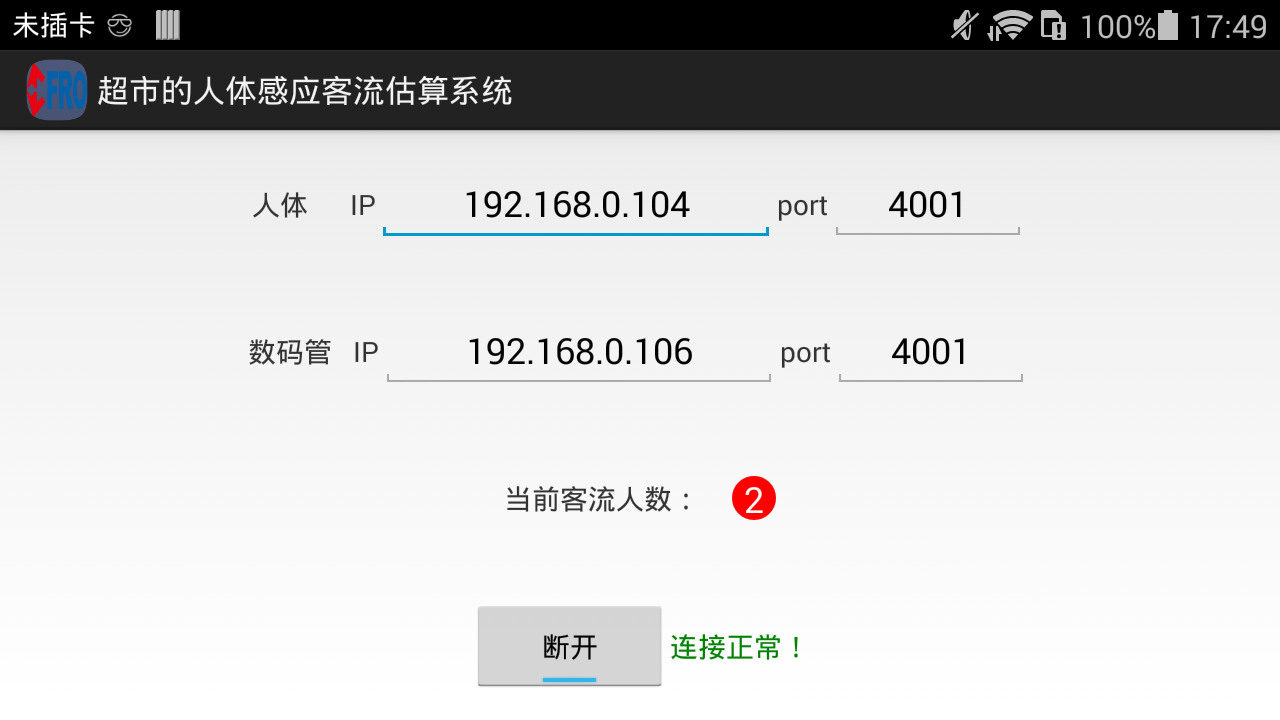 未插卡 100% 17:49
FRO 超市的人体感应客流估算系统
人体 IP 192.168.0.104 port 4001
数码管 IP 192.168.0.106 port 4001
当前客流人数： 2
断开 连接正常！